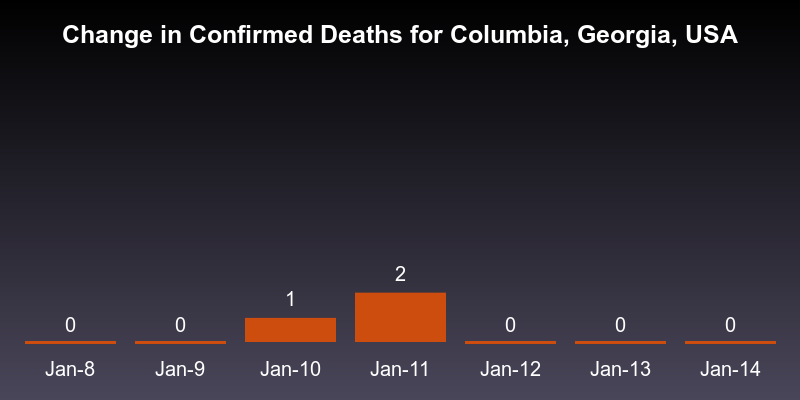 Change in Confirmed Deaths for Columbia, Georgia, USA
2
1
0 0 0 0 0
Jan-8 Jan-9 Jan-10 Jan-11 Jan-12 Jan-13 Jan-14